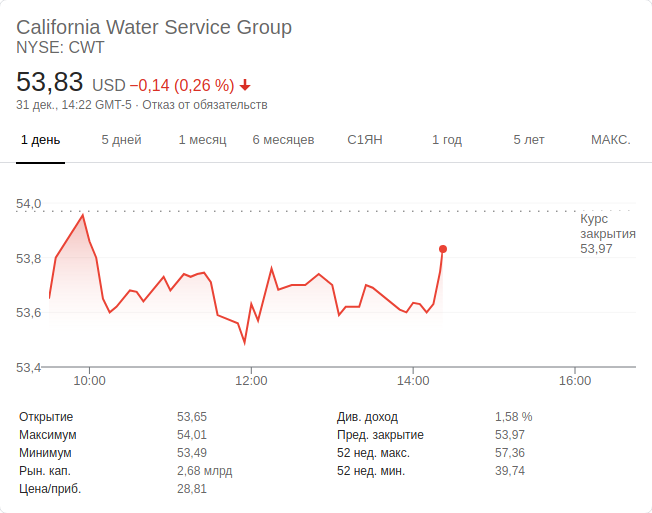 California Water Service Group
NYSE: CWT
53,83 USD −0,14 (0,26 %)
31 дек., 14:22 GMT-5 · Отказ от обязательств
1 день 5 дней 1 месяц 6 месяцев С1ЯН 1 год 5 лет МАКС.
54,0
Курс
закрытия
53,97
53,8
53,6
53,4
10:00 12:00 14:00 16:00
Открытие 53,65 Див. доход 1,58 %
Максимум 54,01 Пред. закрытие 53,97
Минимум 53,49 52 нед. макс. 57,36
Рын. кап. 2,68 млрд 52 нед. мин. 39,74
Цена/приб. 28,81